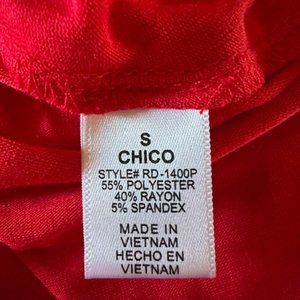 S
CHICO
STYLE# RD-1400P
55% POLYESTER
40% RAYON
5% SPANDEX
MADE IN
VIETNAM
HECHO EN
VIETNAM